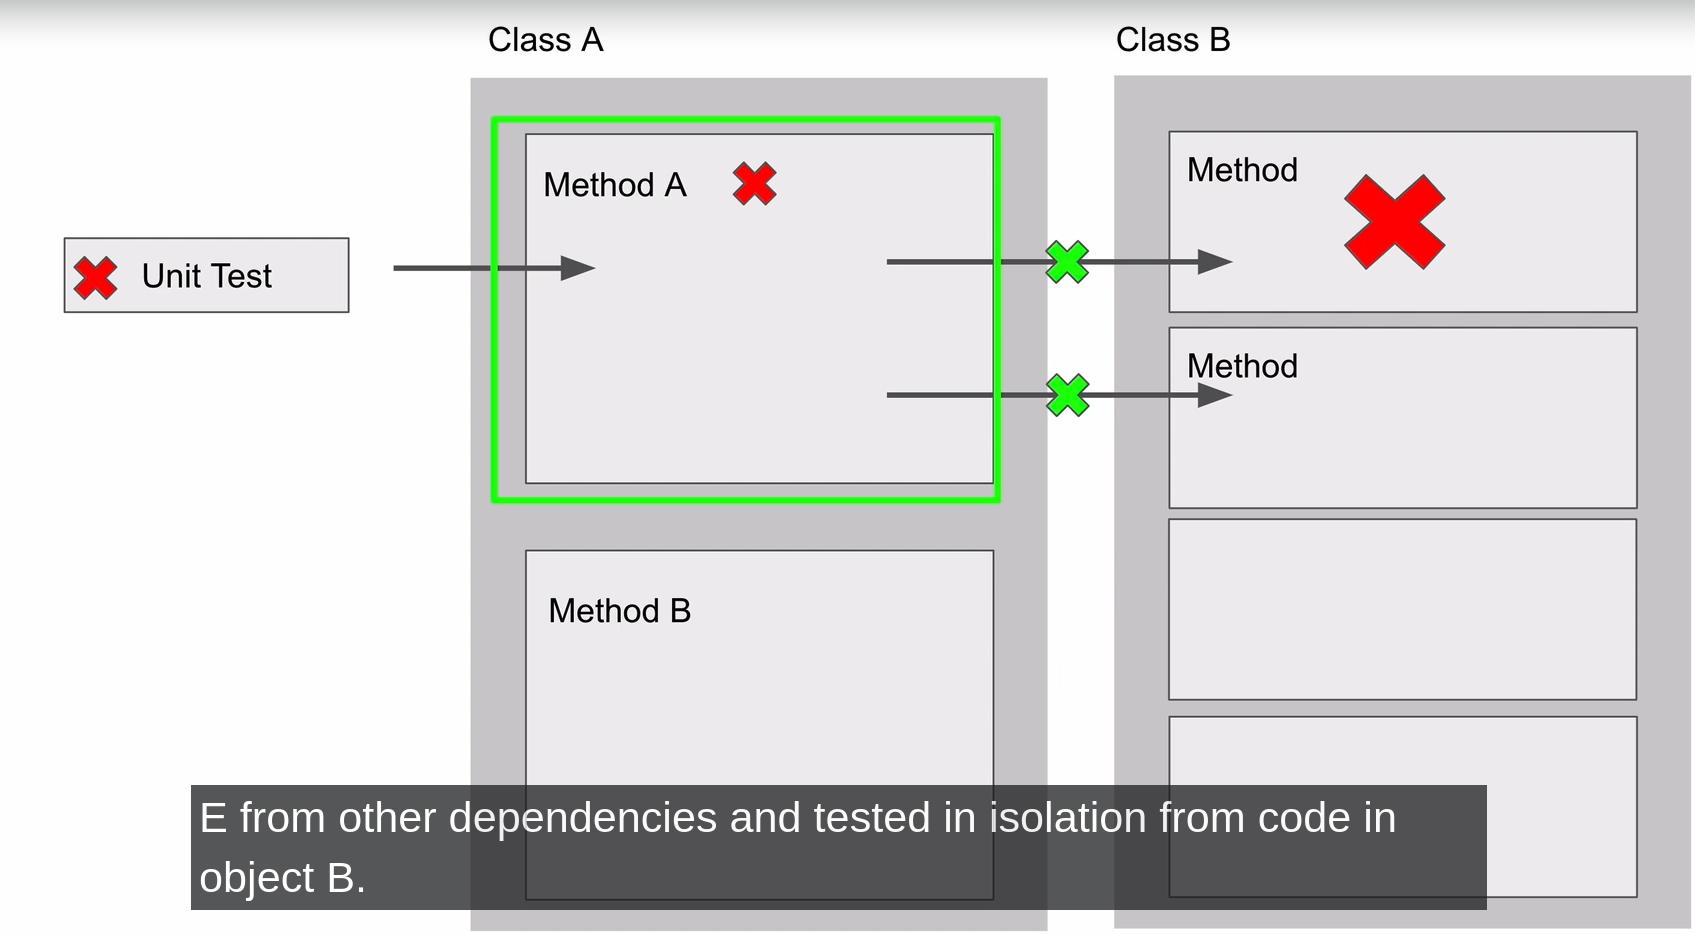 Class A
Class B
Method A
Method
Unit Test
Method
Method B
E from other dependencies and tested in isolation from code in
object B.